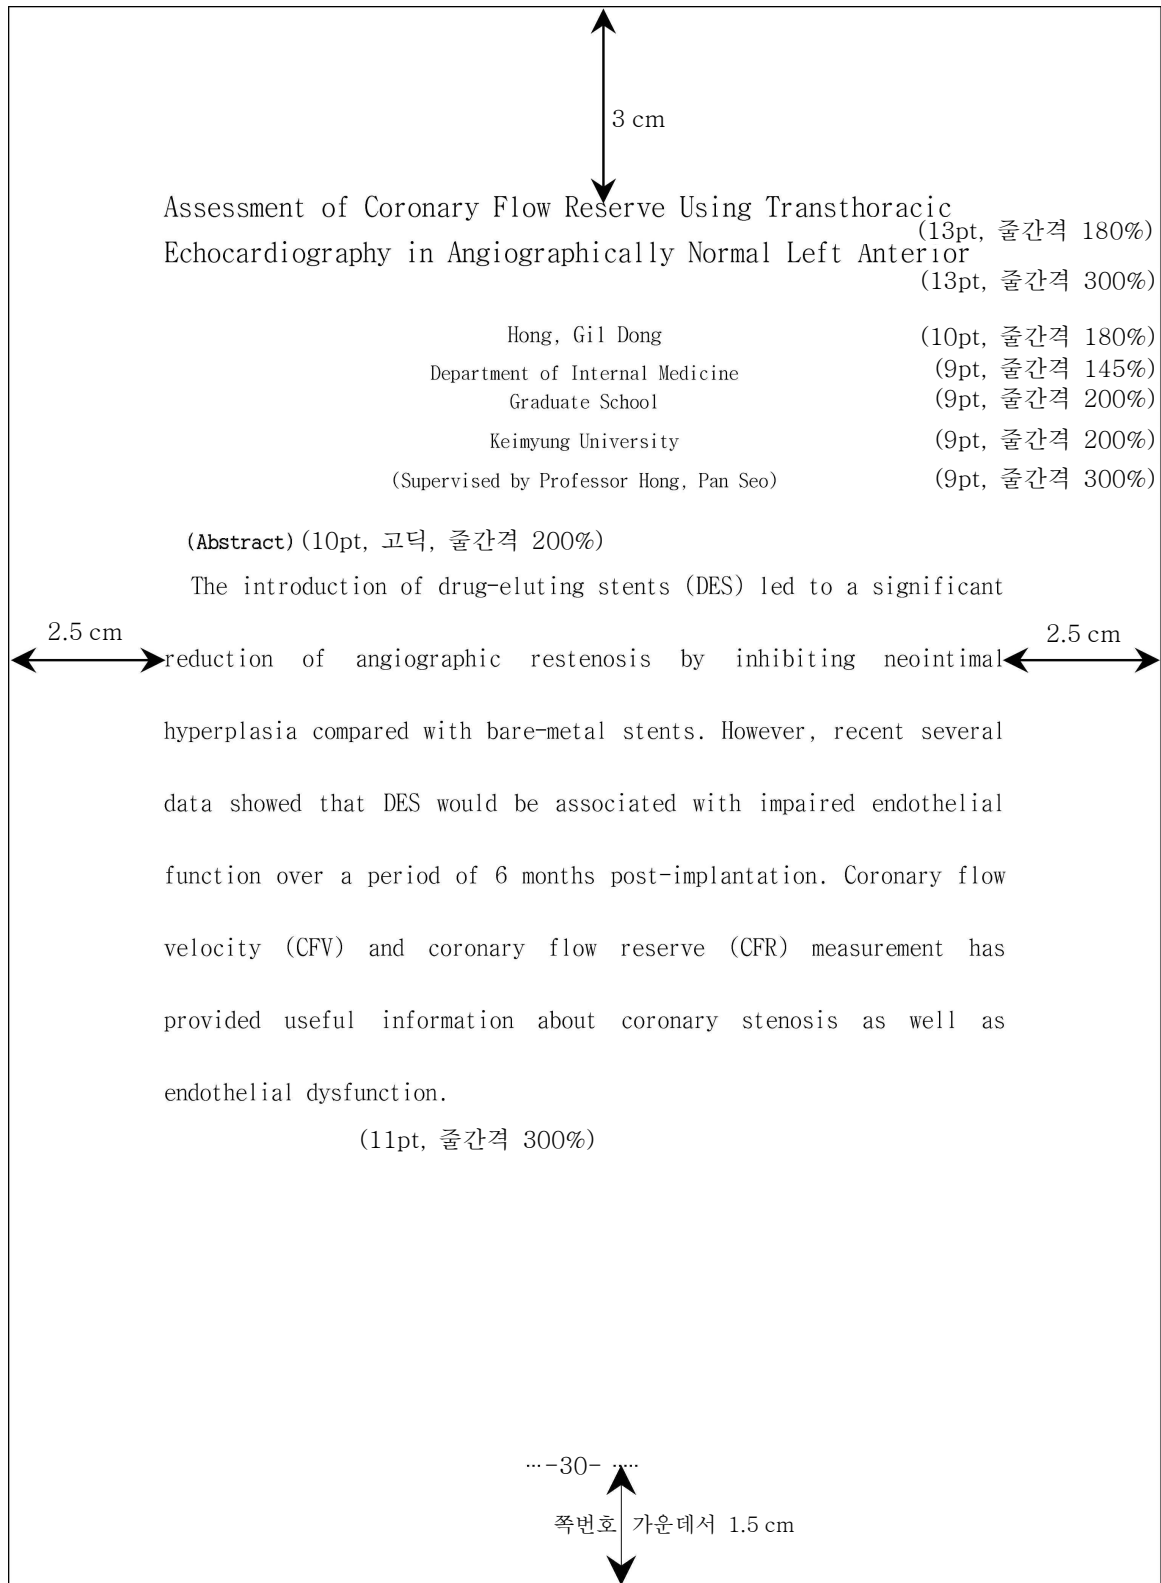 3 cm
Assessment of Coronary Flow Reserve Using Transthoracic
(13pt, 줄간격 180%)
Echocardiography in Angiographically Normal Left Anterior
(13pt, 줄간격 300%)
Hong, Gil Dong (10pt, 줄간격 180%)
Department of Internal Medicine (9pt, 줄간격 145%)
Graduate School (9pt, 줄간격 200%)
Keimyung University (9pt, 줄간격 200%)
(Supervised by Professor Hong, Pan Seo) (9pt, 줄간격 300%)
(Abstract) (10pt, 고딕, 줄간격 200%)
The introduction of drug-eluting stents (DES) led to a significant
2.5 cm
2.5 cm
reduction of angiographic restenosis by inhibiting neointimal
hyperplasia compared with bare-metal stents. However, recent several
data showed that DES would be associated with impaired endothelial
function over a period of 6 months post-implantation. Coronary flow
velocity (CFV) and coronary flow reserve (CFR) measurement has
provided useful information about coronary stenosis as well as
endothelial dysfunction.
(11pt, 줄간격 300%)
…-30- …..
쪽번호 가운데서 1.5 cm